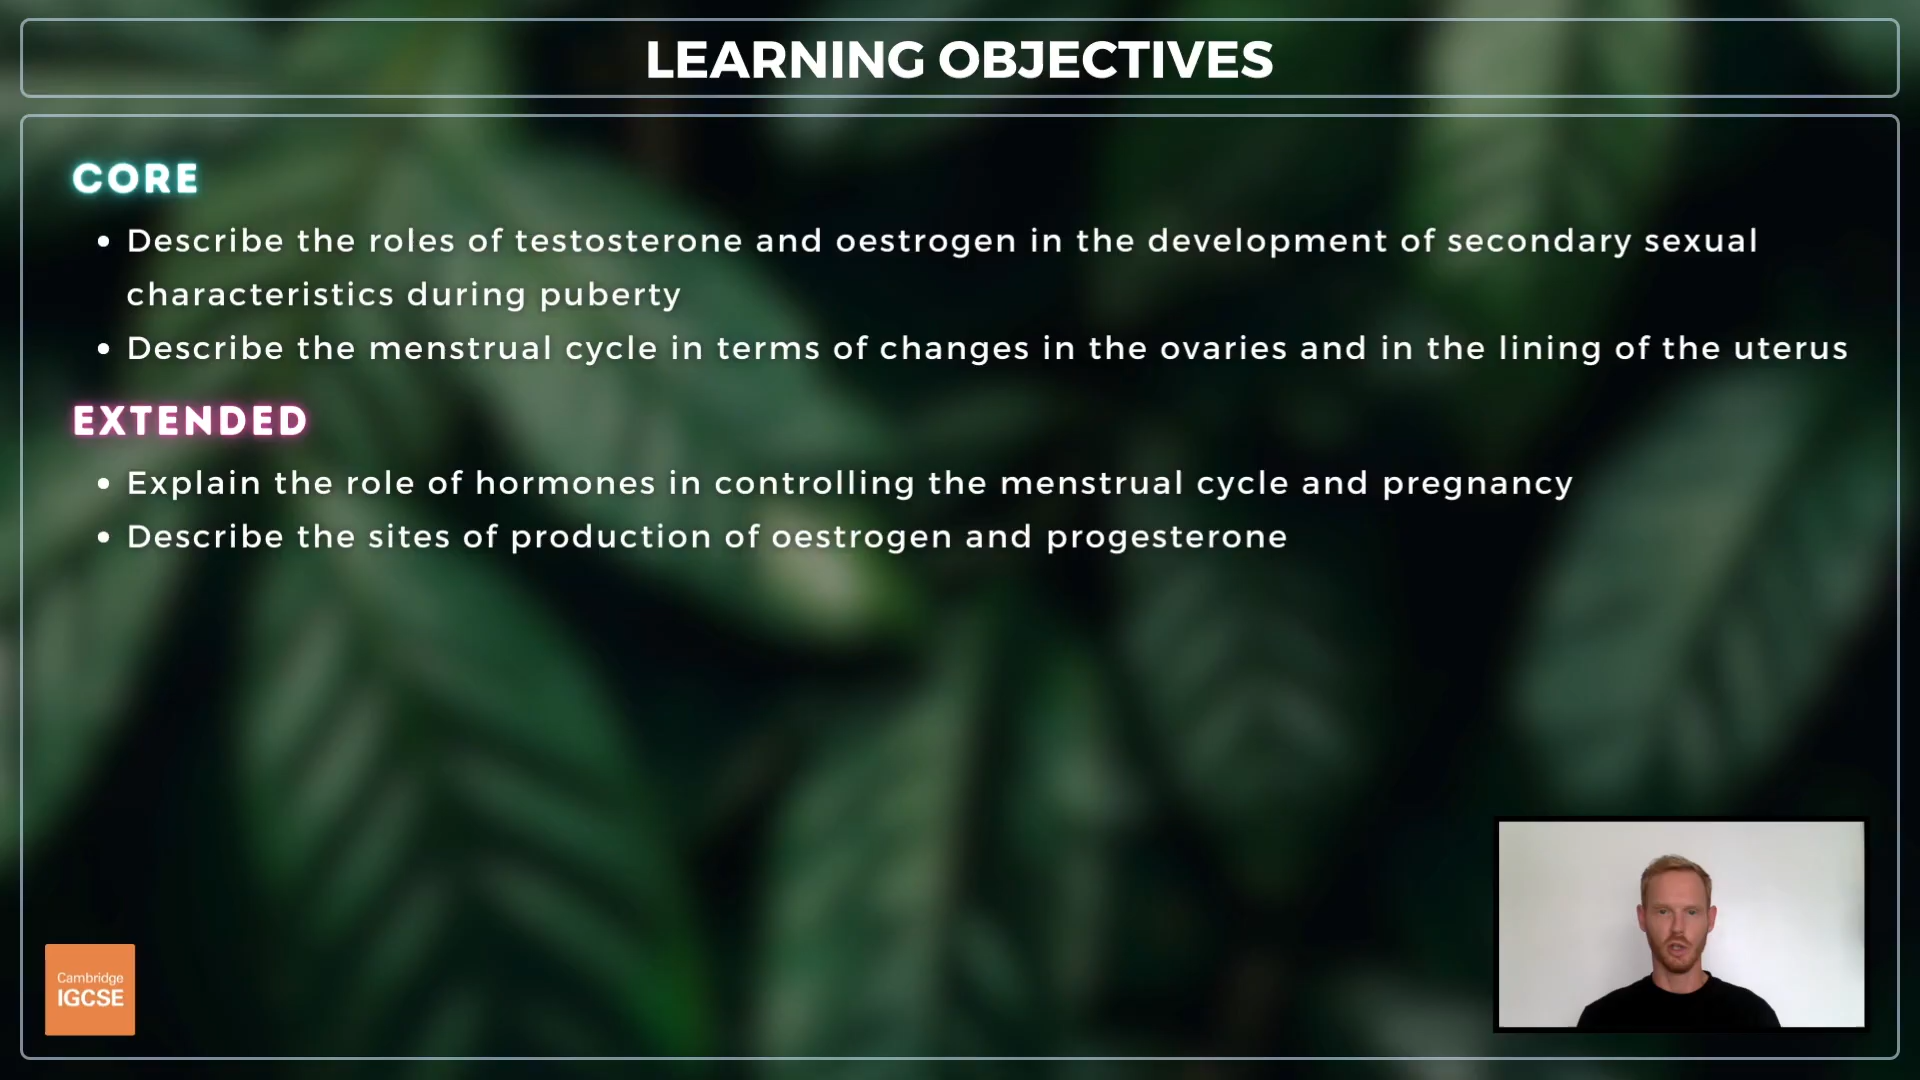 LEARNING OBJECTIVES
CORE
• Describe the roles of testosterone and oestrogen in the development of secondary sexual
characteristics during puberty
• Describe the menstrual cycle in terms of changes in the ovaries and in the lining of the uterus
EXTENDED
• Explain the role of hormones in controlling the menstrual cycle and pregnancy
• Describe the sites of production of oestrogen and progesterone
Cambridge
IGCSE